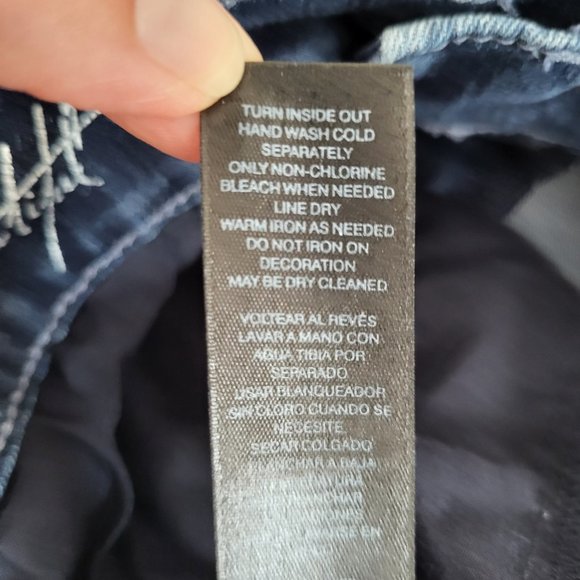 TURN INSIDE OUT
HAND WASH COLD
SEPARATELY
ONLY NON-CHLORINE
BLEACH WHEN NEEDED
LINE DRY
WARM IRON AS NEEDED
DO NOT IRON ON
DECORATION
MAY BE DRY CLEANED
VOLTEAR AL REVÉS
LAVAR A MANO CON
AGUA TIBIA POR
SEPARADO
USAR BLANQUEADOR
SIN CLORO CUANDO SE
NECESITE
SECAR COLGADO
A BAJA
EN